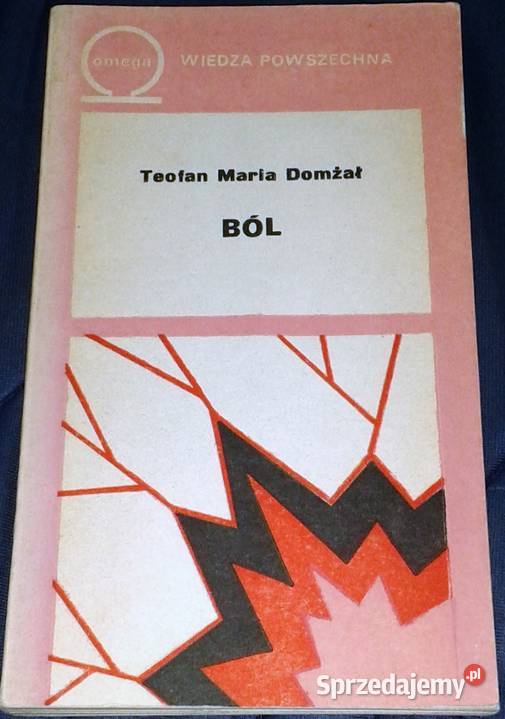 omega
WIEDZA POWSZECHNA
Teofan Maria Domżał
BÓL
Sprzedajemy.pl